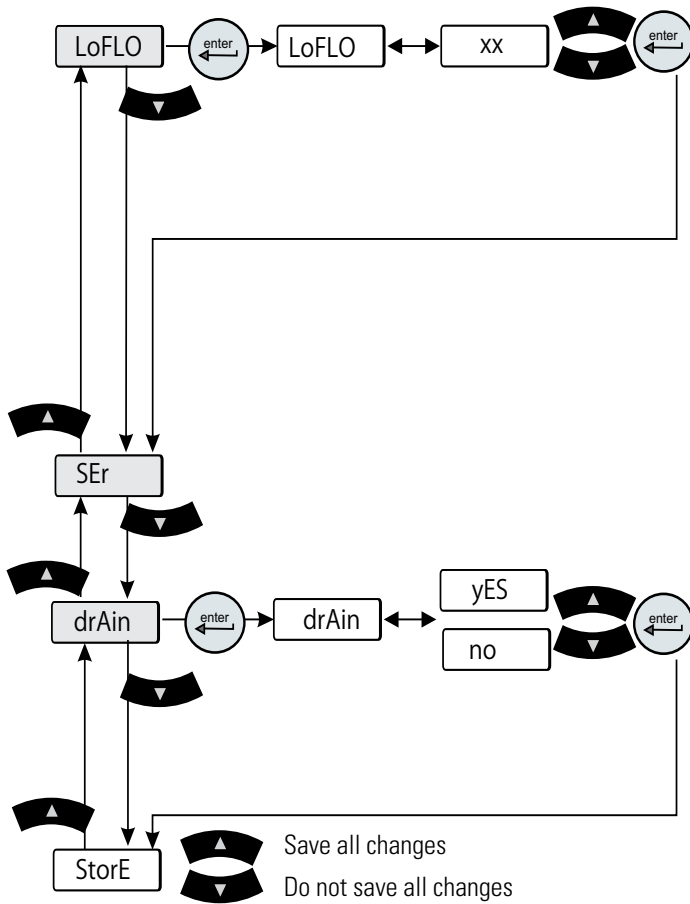 LoFLO enter LoFLO xx enter
SEr
drAin enter drAin yES enter
no
StorE
Save all changes
Do not save all changes